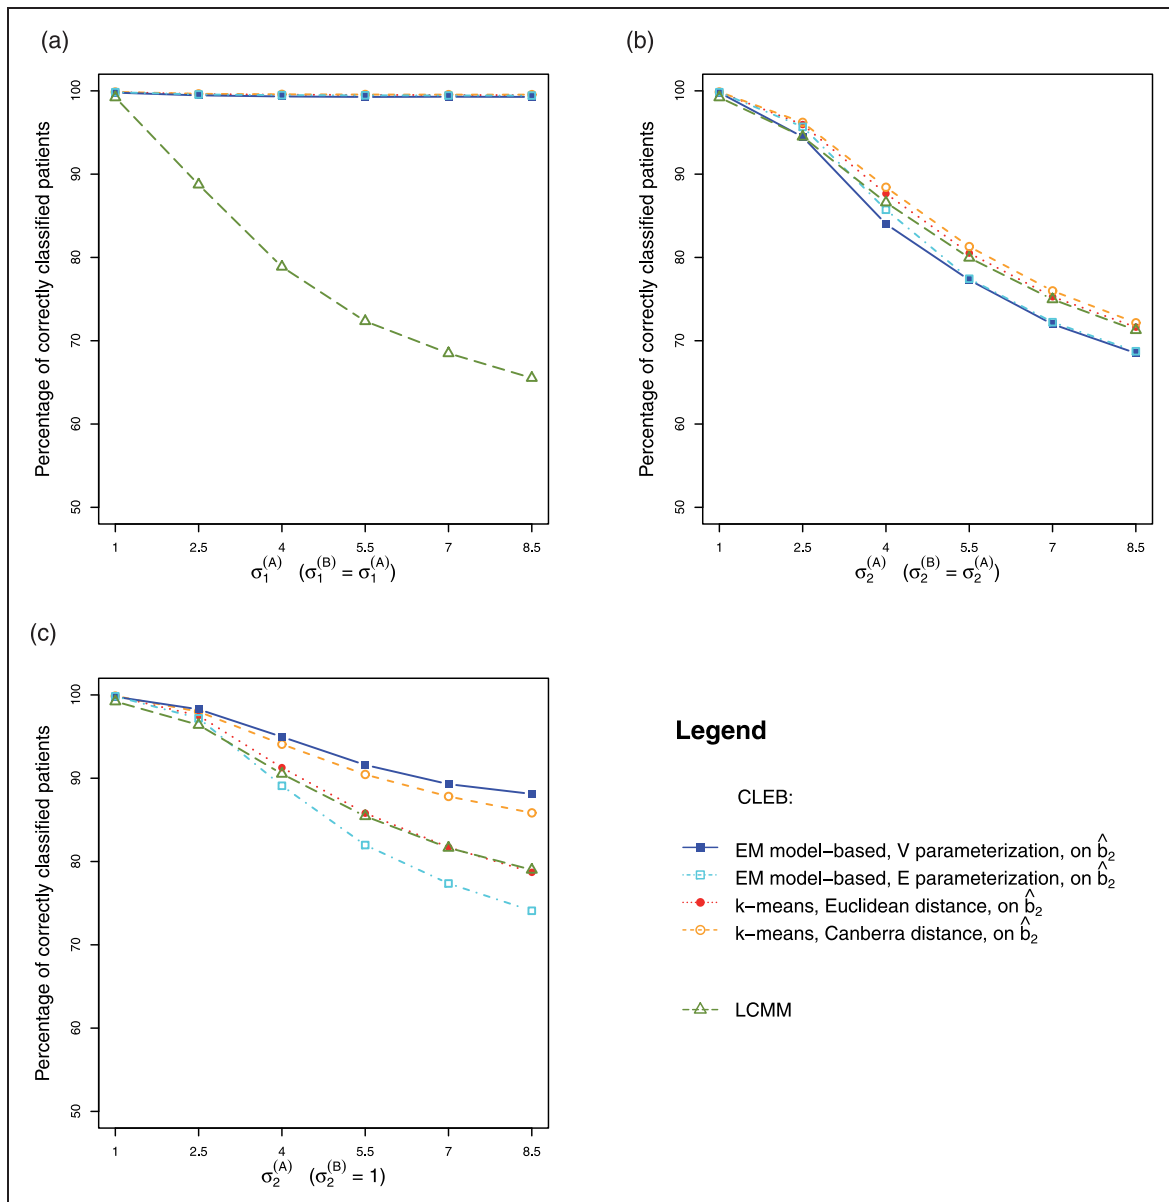 (a)
Percentage of correctly classified patients
100
90
80
70
60
50
1 2.5 4 5.5 7 8.5
σ₁⁽ᴬ⁾ (σ₁⁽ᴮ⁾ = σ₁⁽ᴬ⁾)
(b)
Percentage of correctly classified patients
100
90
80
70
60
50
1 2.5 4 5.5 7 8.5
σ₂⁽ᴬ⁾ (σ₂⁽ᴮ⁾ = σ₂⁽ᴬ⁾)
(c)
Percentage of correctly classified patients
100
90
80
70
60
50
1 2.5 4 5.5 7 8.5
σ₂⁽ᴬ⁾ (σ₂⁽ᴮ⁾ = 1)
Legend
CLEB:
EM model−based, V parameterization, on b̂₂
EM model−based, E parameterization, on b̂₂
k−means, Euclidean distance, on b̂₂
k−means, Canberra distance, on b̂₂
LCMM